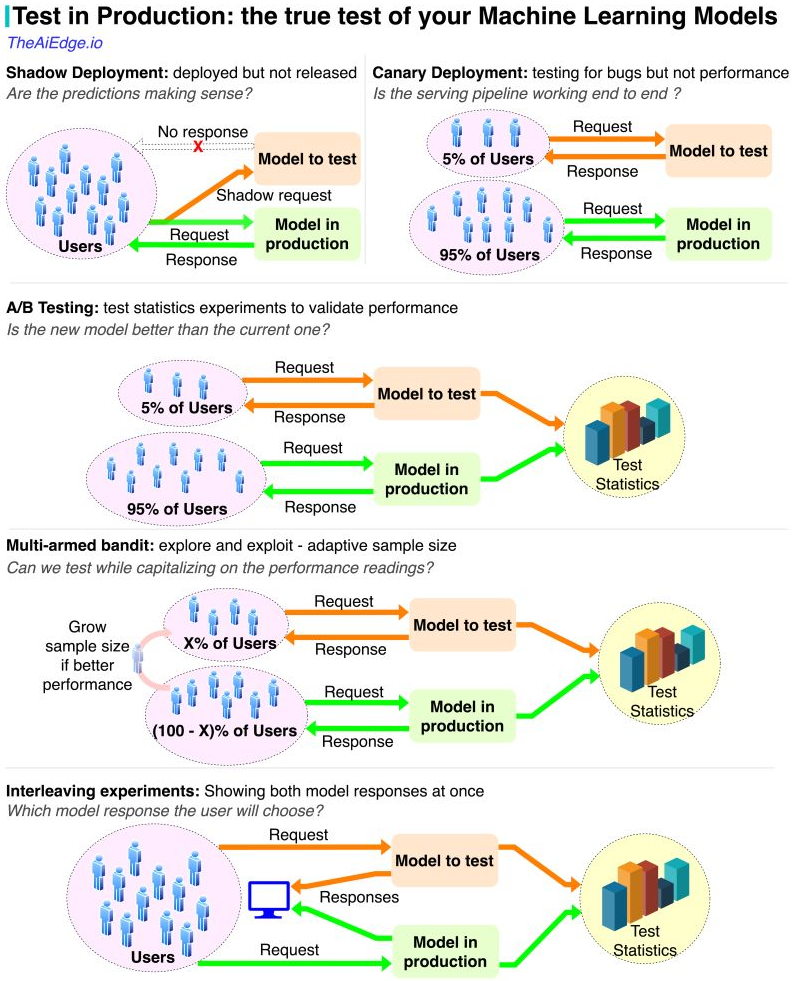 Test in Production: the true test of your Machine Learning Models
TheAiEdge.io
Shadow Deployment: deployed but not released
Are the predictions making sense?
No response
X
Model to test
Shadow request
Users
Request
Response
Model in
production
Canary Deployment: testing for bugs but not performance
Is the serving pipeline working end to end ?
5% of Users
Request
Response
Model to test
95% of Users
Request
Response
Model in
production
A/B Testing: test statistics experiments to validate performance
Is the new model better than the current one?
5% of Users
Request
Response
Model to test
95% of Users
Request
Response
Model in
production
Test
Statistics
Multi-armed bandit: explore and exploit - adaptive sample size
Can we test while capitalizing on the performance readings?
Grow
sample size
if better
performance
X% of Users
Request
Response
Model to test
(100 - X)% of Users
Request
Response
Model in
production
Test
Statistics
Interleaving experiments: Showing both model responses at once
Which model response the user will choose?
Users
Request
Model to test
Responses
Request
Model in
production
Test
Statistics